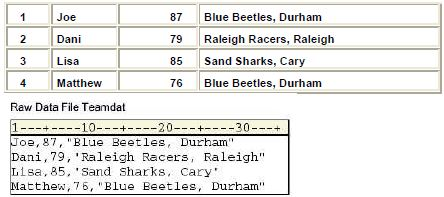 1 Joe 87 Blue Beetles, Durham
2 Dani 79 Raleigh Racers, Raleigh
3 Lisa 85 Sand Sharks, Cary
4 Matthew 76 Blue Beetles, Durham
Raw Data File Teamdat
1---+----10---+----20---+----30---+
Joe,87,"Blue Beetles, Durham"
Dani,79,"Raleigh Racers, Raleigh"
Lisa,85,"Sand Sharks, Cary"
Matthew,76,"Blue Beetles, Durham"